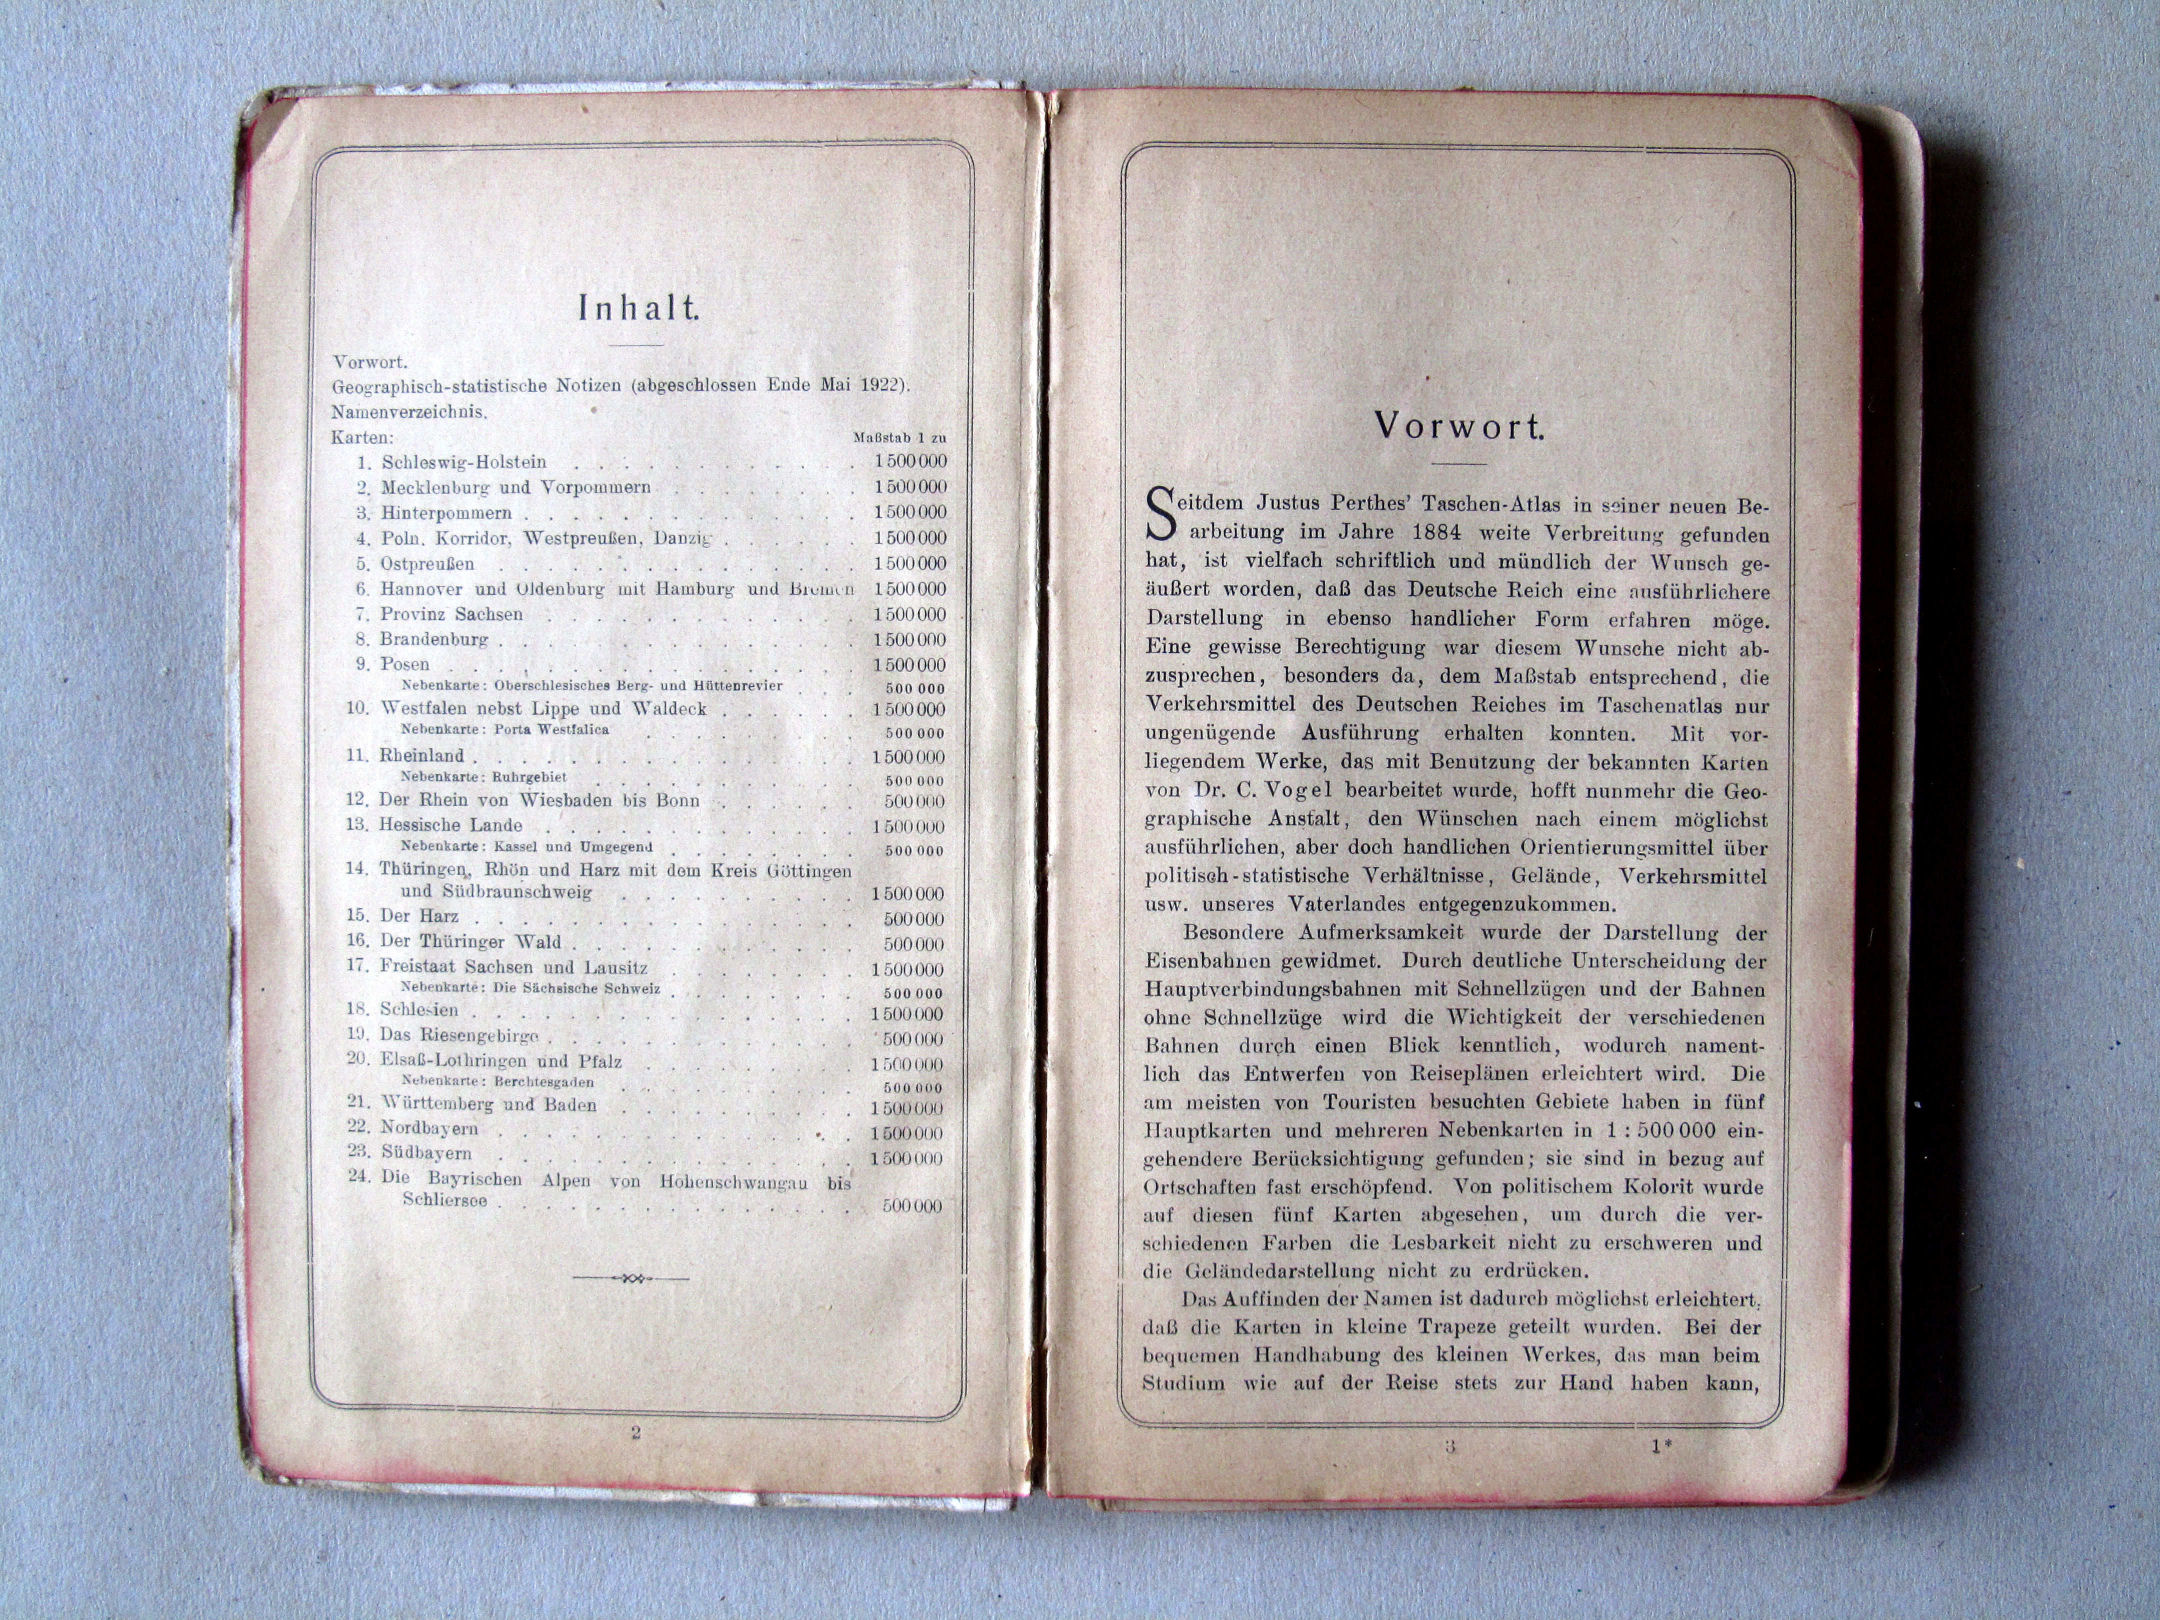 Inhalt.
Vorwort.
Geographisch-statistische Notizen (abgeschlossen Ende Mai 1922).
Namenverzeichnis.
Karten: Maßstab 1 zu
1. Schleswig-Holstein . . . . . . . . . . . . 1 500 000
2. Mecklenburg und Vorpommern . . . . . . . . 1 500 000
3. Hinterpommern . . . . . . . . . . . . . . 1 500 000
4. Poln. Korridor, Westpreußen, Danzig . . . . . . 1 500 000
5. Ostpreußen . . . . . . . . . . . . . . . 1 500 000
6. Hannover und Oldenburg mit Hamburg und Bremen 1 500 000
7. Provinz Sachsen . . . . . . . . . . . . . 1 500 000
8. Brandenburg . . . . . . . . . . . . . . . 1 500 000
9. Posen . . . . . . . . . . . . . . . . . 1 500 000
Nebenkarte: Oberschlesisches Berg- und Hüttenrevier . . . 500 000
10. Westfalen nebst Lippe und Waldeck . . . . . . 1 500 000
Nebenkarte: Porta Westfalica . . . . . . . . . 500 000
11. Rheinland . . . . . . . . . . . . . . . . 1 500 000
Nebenkarte: Ruhrgebiet . . . . . . . . . . . 500 000
12. Der Rhein von Wiesbaden bis Bonn . . . . . . 500 000
13. Hessische Lande . . . . . . . . . . . . . 1 500 000
Nebenkarte: Kassel und Umgegend . . . . . . . . 500 000
14. Thüringen, Rhön und Harz mit dem Kreis Göttingen
und Südbraunschweig . . . . . . . . . . 1 500 000
15. Der Harz . . . . . . . . . . . . . . . . 500 000
16. Der Thüringer Wald . . . . . . . . . . . . 500 000
17. Freistaat Sachsen und Lausitz . . . . . . . . 1 500 000
Nebenkarte: Die Sächsische Schweiz . . . . . . . . 500 000
18. Schlesien . . . . . . . . . . . . . . . . 1 500 000
19. Das Riesengebirge . . . . . . . . . . . . . 500 000
20. Elsaß-Lothringen und Pfalz . . . . . . . . . 1 500 000
Nebenkarte: Berchtesgaden . . . . . . . . . . 500 000
21. Württemberg und Baden . . . . . . . . . . 1 500 000
22. Nordbayern . . . . . . . . . . . . . . . 1 500 000
23. Südbayern . . . . . . . . . . . . . . . 1 500 000
24. Die Bayrischen Alpen von Hohenschwangau bis
Schliersee . . . . . . . . . . . . . . . 500 000
2
Vorwort.
Seitdem Justus Perthes' Taschen-Atlas in seiner neuen Be-
arbeitung im Jahre 1884 weite Verbreitung gefunden
hat, ist vielfach schriftlich und mündlich der Wunsch ge-
äußert worden, daß das Deutsche Reich eine ausführlichere
Darstellung in ebenso handlicher Form erfahren möge.
Eine gewisse Berechtigung war diesem Wunsche nicht ab-
zusprechen, besonders da, dem Maßstab entsprechend, die
Verkehrsmittel des Deutschen Reiches im Taschenatlas nur
ungenügende Ausführung erhalten konnten. Mit vor-
liegendem Werke, das mit Benutzung der bekannten Karten
von Dr. C. Vogel bearbeitet wurde, hofft nunmehr die Geo-
graphische Anstalt, den Wünschen nach einem möglichst
ausführlichen, aber doch handlichen Orientierungsmittel über
politisch-statistische Verhältnisse, Gelände, Verkehrsmittel
usw. unseres Vaterlandes entgegenzukommen.
Besondere Aufmerksamkeit wurde der Darstellung der
Eisenbahnen gewidmet. Durch deutliche Unterscheidung der
Hauptverbindungsbahnen mit Schnellzügen und der Bahnen
ohne Schnellzüge wird die Wichtigkeit der verschiedenen
Bahnen durch einen Blick kenntlich, wodurch nament-
lich das Entwerfen von Reiseplänen erleichtert wird. Die
am meisten von Touristen besuchten Gebiete haben in fünf
Hauptkarten und mehreren Nebenkarten in 1 : 500 000 ein-
gehendere Berücksichtigung gefunden; sie sind in bezug auf
Ortschaften fast erschöpfend. Von politischem Kolorit wurde
auf diesen fünf Karten abgesehen, um durch die ver-
schiedenen Farben die Lesbarkeit nicht zu erschweren und
die Geländedarstellung nicht zu erdrücken.
Das Auffinden der Namen ist dadurch möglichst erleichtert,
daß die Karten in kleine Trapeze geteilt wurden. Bei der
bequemen Handhabung des kleinen Werkes, das man beim
Studium wie auf der Reise stets zur Hand haben kann,
3 1*